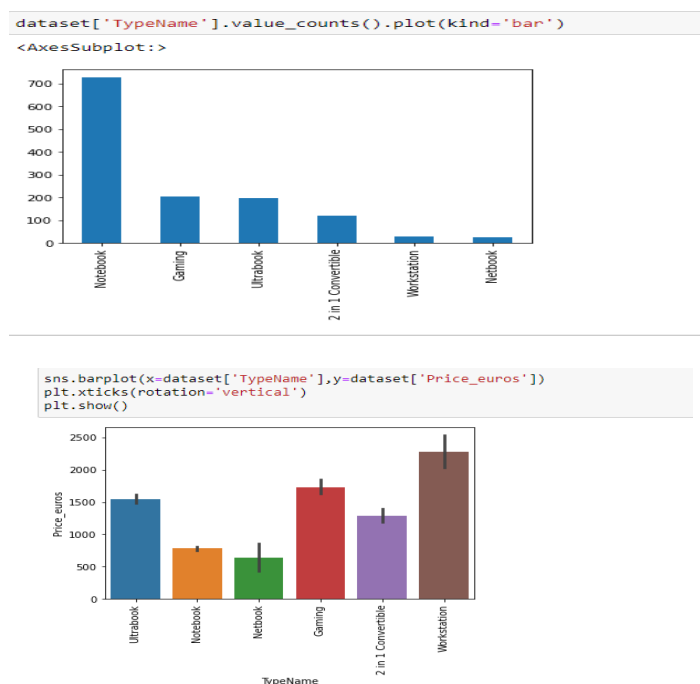 dataset['TypeName'].value_counts().plot(kind='bar')
<AxesSubplot:>
700
600
500
400
300
200
100
0
Notebook
Gaming
Ultrabook
2 in 1 Convertible
Workstation
Netbook
sns.barplot(x=dataset['TypeName'],y=dataset['Price_euros'])
plt.xticks(rotation='vertical')
plt.show()
2500
2000
1500
1000
500
0
Price_euros
Ultrabook
Notebook
Netbook
Gaming
2 in 1 Convertible
Workstation
TypeName